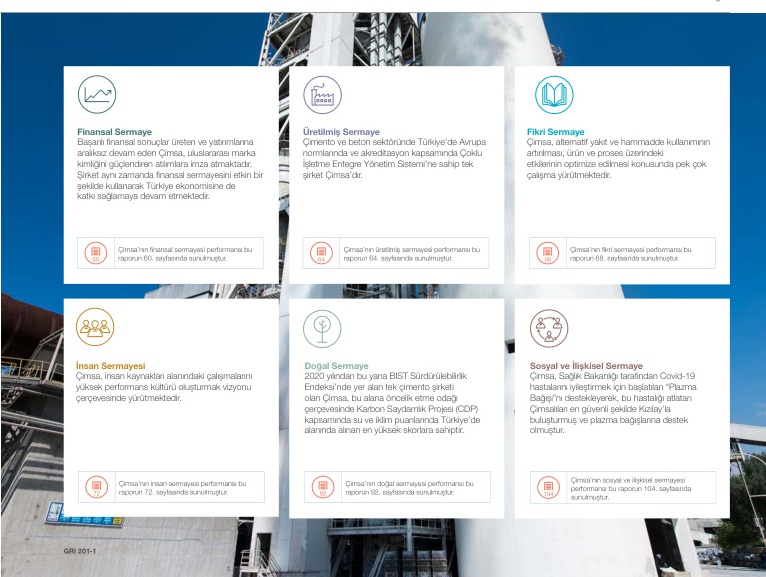 Finansal Sermaye
Başarılı finansal sonuçlar üreten ve yatırımlarına
aralıksız devam eden Çimsa, uluslararası marka
kimliğini güçlendiren atılımlara imza atmaktadır.
Şirket aynı zamanda finansal sermayesini etkin bir
şekilde kullanarak Türkiye ekonomisine de
katkı sağlamaya devam etmektedir.
60
Çimsa'nın finansal sermayesi performansı bu
raporun 60. sayfasında sunulmuştur.
Üretilmiş Sermaye
Çimento ve beton sektöründe Türkiye'de Avrupa
normlarında ve akreditasyon kapsamında Çoklu
İşletme Entegre Yönetim Sistemi'ne sahip tek
şirket Çimsa'dır.
64
Çimsa'nın üretilmiş sermayesi performansı bu
raporun 64. sayfasında sunulmuştur.
Fikri Sermaye
Çimsa, alternatif yakıt ve hammadde kullanımının
artırılması, ürün ve proses üzerindeki
etkilerinin optimize edilmesi konusunda pek çok
çalışma yürütmektedir.
68
Çimsa'nın fikri sermayesi performansı bu
raporun 68. sayfasında sunulmuştur.
İnsan Sermayesi
Çimsa, insan kaynakları alanındaki çalışmalarını
yüksek performans kültürü oluşturmak vizyonu
çerçevesinde yürütmektedir.
72
Çimsa'nın insan sermayesi performansı bu
raporun 72. sayfasında sunulmuştur.
Doğal Sermaye
2020 yılından bu yana BIST Sürdürülebilirlik
Endeksi'nde yer alan tek çimento şirketi
olan Çimsa, bu alana öncelik etme odağı
çerçevesinde Karbon Saydamlık Projesi (CDP)
kapsamında su ve iklim puanlarında Türkiye'de
alanında alınan en yüksek skorlara sahiptir.
92
Çimsa'nın doğal sermayesi performansı bu
raporun 92. sayfasında sunulmuştur.
Sosyal ve İlişkisel Sermaye
Çimsa, Sağlık Bakanlığı tarafından Covid-19
hastalarını iyileştirmek için başlatılan "Plazma
Bağışı"nı destekleyerek, bu hastalığı atlatan
Çimsalıları en güvenli şekilde Kızılay'la
buluşturmuş ve plazma bağışlarına destek
olmuştur.
104
Çimsa'nın sosyal ve ilişkisel sermayesi
performansı bu raporun 104. sayfasında
sunulmuştur.
GRI 201-1